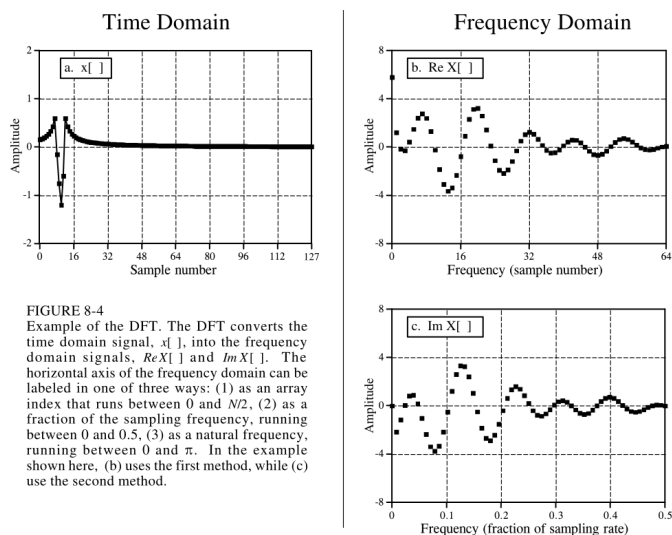 Time Domain
2
a. x[ ]
1
0
-1
-2
Amplitude
0 16 32 48 64 80 96 112 127
Sample number
FIGURE 8-4
Example of the DFT. The DFT converts the
time domain signal, x[ ], into the frequency
domain signals, ReX[ ] and ImX[ ]. The
horizontal axis of the frequency domain can be
labeled in one of three ways: (1) as an array
index that runs between 0 and N/2, (2) as a
fraction of the sampling frequency, running
between 0 and 0.5, (3) as a natural frequency,
running between 0 and π. In the example
shown here, (b) uses the first method, while (c)
use the second method.
Frequency Domain
8
b. Re X[ ]
4
0
-4
-8
Amplitude
0 16 32 48 64
Frequency (sample number)
8
c. Im X[ ]
4
0
-4
-8
Amplitude
0 0.1 0.2 0.3 0.4 0.5
Frequency (fraction of sampling rate)